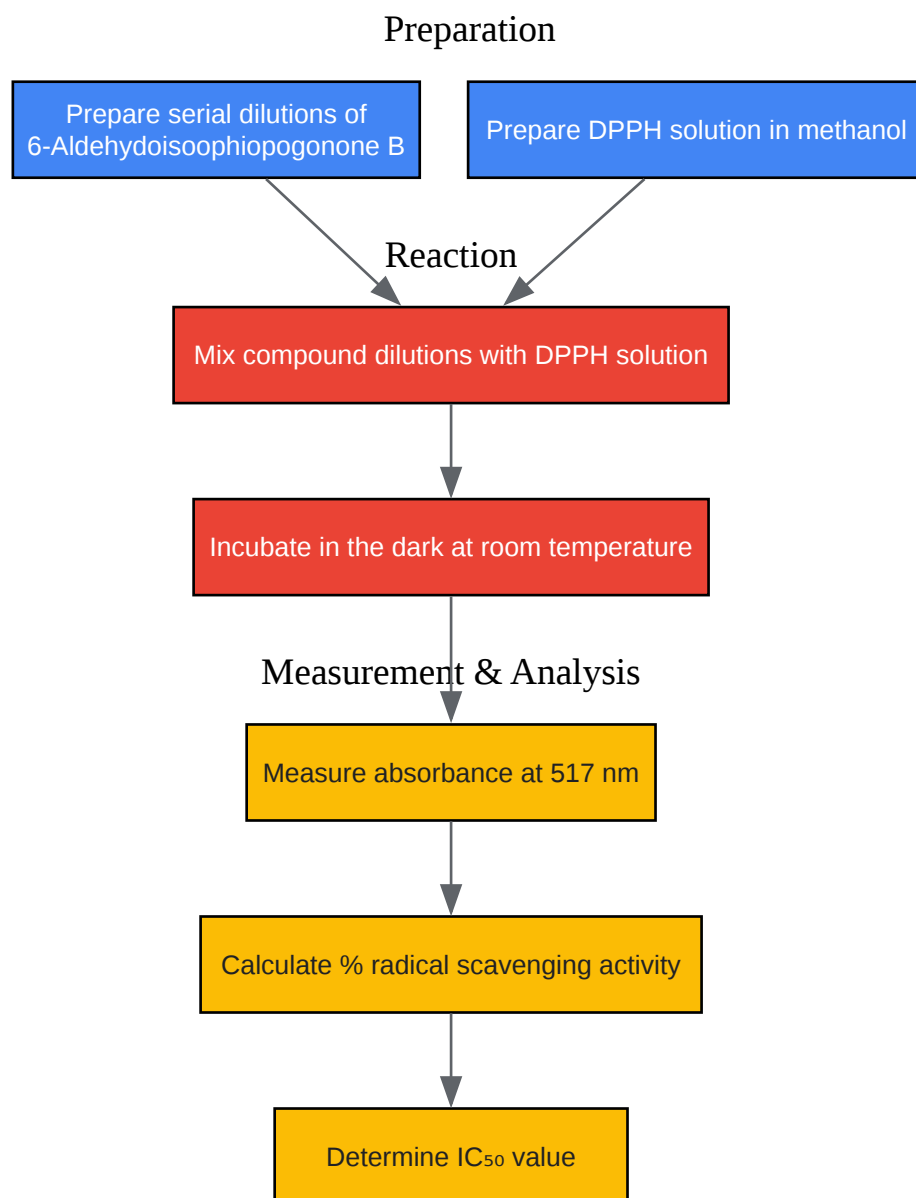 Preparation
Prepare serial dilutions of
6-Aldehydoisoophiopogonone B
Prepare DPPH solution in methanol
Reaction
Mix compound dilutions with DPPH solution
Incubate in the dark at room temperature
Measurement & Analysis
Measure absorbance at 517 nm
Calculate % radical scavenging activity
Determine IC₅₀ value